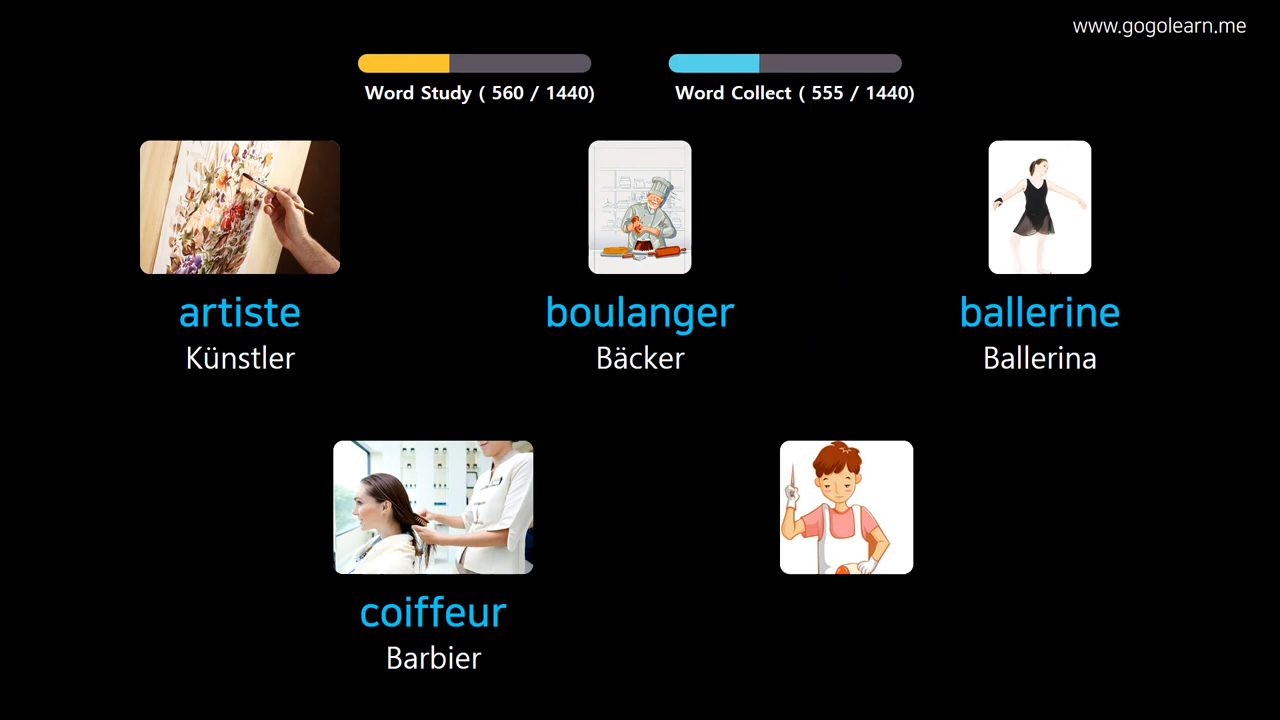 www.gogolearn.me
Word Study ( 560 / 1440)
Word Collect ( 555 / 1440)
artiste
Künstler
boulanger
Bäcker
ballerine
Ballerina
coiffeur
Barbier